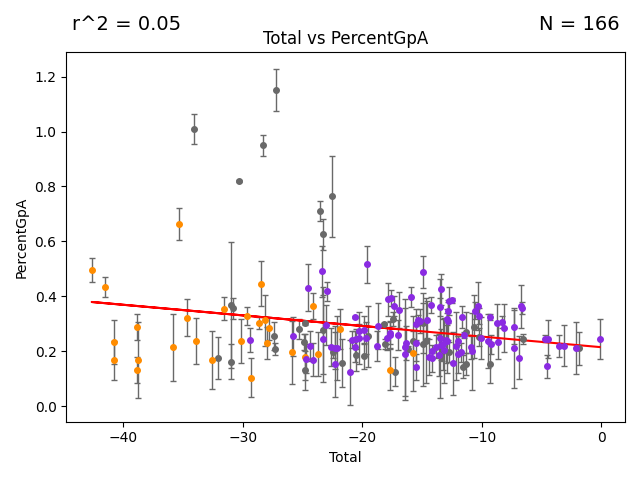 r^2 = 0.05
N = 166
Total vs PercentGpA
PercentGpA
1.2
1.0
0.8
0.6
0.4
0.2
0.0
−40
−30
−20
−10
0
Total